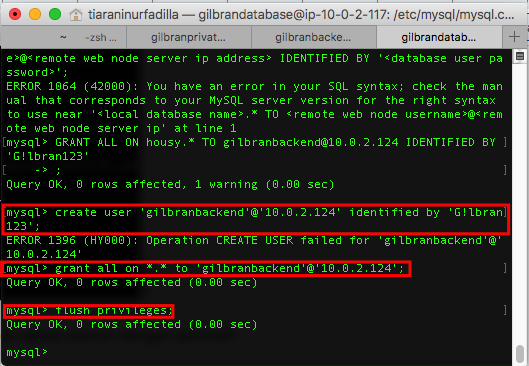 tiaraninurfadilla — gilbrandatabase@ip-10-0-2-117: /etc/mysql/mysql.c...
~ -zsh ... gilbranprivat... gilbranbacke... gilbrandatab...
e>@<remote web node server ip address> IDENTIFIED BY '<database user pa
ssword>';
ERROR 1064 (42000): You have an error in your SQL syntax; check the man
ual that corresponds to your MySQL server version for the right syntax
to use near '<local database name>.* TO <remote web node username>@<rem
ote web node server ip' at line 1
[mysql> GRANT ALL ON housy.* TO gilbranbackend@10.0.2.124 IDENTIFIED BY ]
'G!lbran123'
[    -> ; ]
Query OK, 0 rows affected, 1 warning (0.00 sec)
mysql> create user 'gilbranbackend'@'10.0.2.124' identified by 'G!lbran]
123';
ERROR 1396 (HY000): Operation CREATE USER failed for 'gilbranbackend'@'
10.0.2.124'
mysql> grant all on *.* to 'gilbranbackend'@'10.0.2.124'; ]
Query OK, 0 rows affected (0.00 sec)
mysql> flush privileges; ]
Query OK, 0 rows affected (0.00 sec)
mysql>